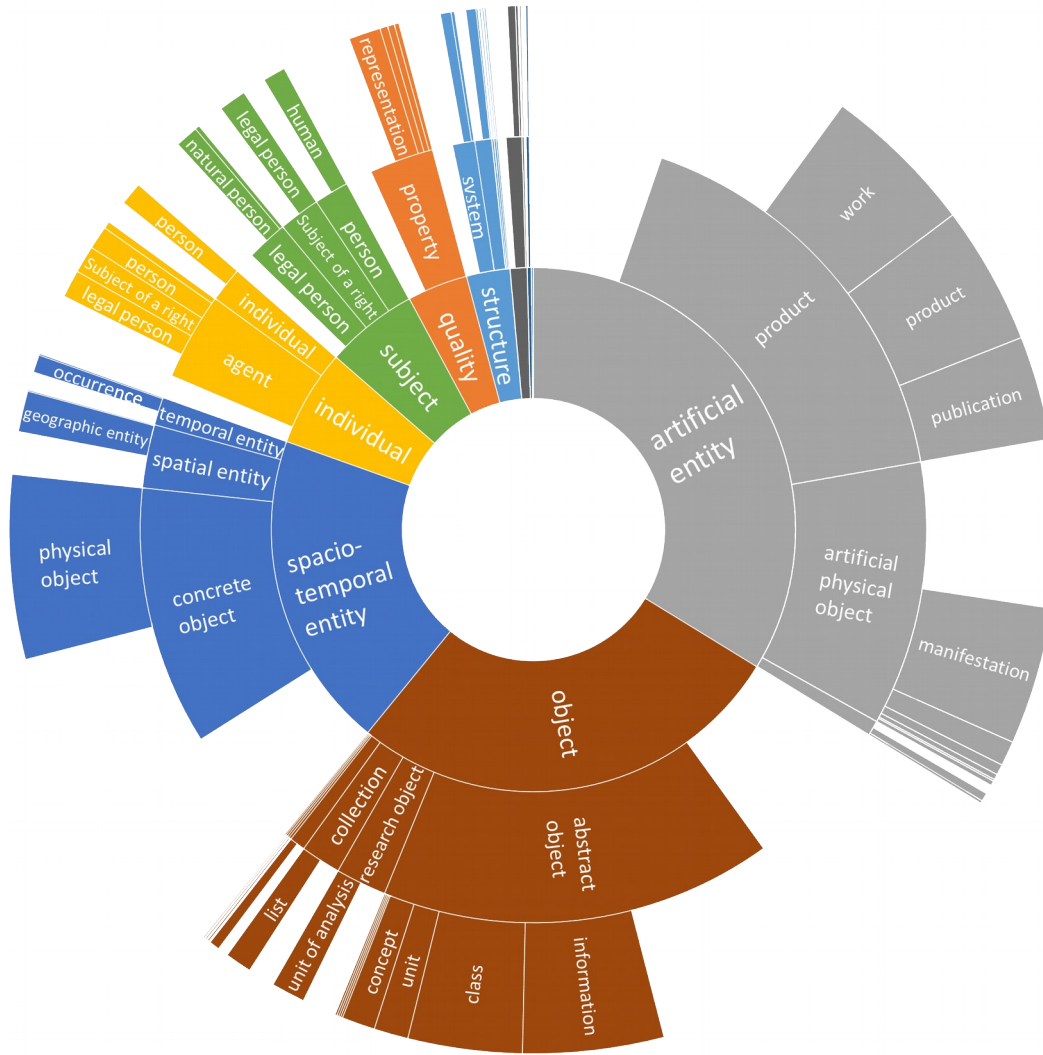 artificial
entity
product
work
product
publication
artificial
physical
object
manifestation
object
abstract
object
information
class
unit
concept
research object
unit of analysis
collection
list
spacio-
temporal
entity
concrete
object
physical
object
spatial entity
geographic entity
temporal entity
occurrence
individual
agent
legal person
Subject of a right
person
individual
person
subject
legal person
natural person
Subject of a right
legal person
person
human
quality
property
representation
structure
system